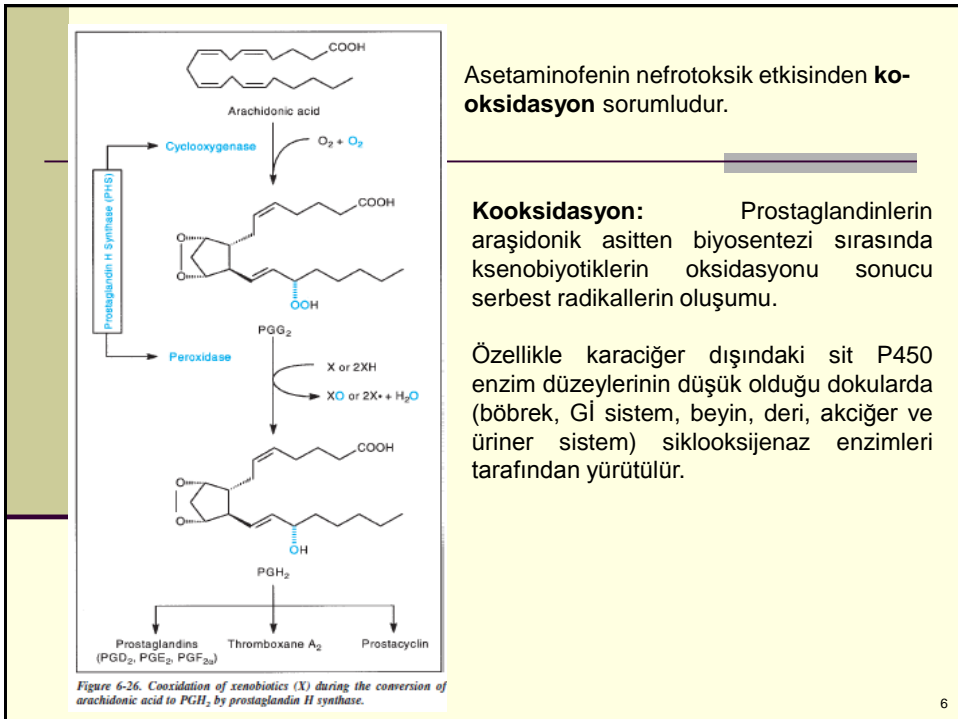 COOH
Arachidonic acid
Cyclooxygenase
O₂ + O₂
Prostaglandin H Synthase (PHS)
COOH
O
O
OOH
PGG₂
Peroxidase
X or 2XH
XO or 2X• + H₂O
COOH
O
O
OH
PGH₂
Prostaglandins
(PGD₂, PGE₂, PGF₂α)
Thromboxane A₂
Prostacyclin
Figure 6-26. Cooxidation of xenobiotics (X) during the conversion of
arachidonic acid to PGH₂ by prostaglandin H synthase.
Asetaminofenin nefrotoksik etkisinden ko-
oksidasyon sorumludur.
Kooksidasyon: Prostaglandinlerin
araşidonik asitten biyosentezi sırasında
ksenobiyotiklerin oksidasyonu sonucu
serbest radikallerin oluşumu.
Özellikle karaciğer dışındaki sit P450
enzim düzeylerinin düşük olduğu dokularda
(böbrek, Gİ sistem, beyin, deri, akciğer ve
üriner sistem) siklooksijenaz enzimleri
tarafından yürütülür.
6